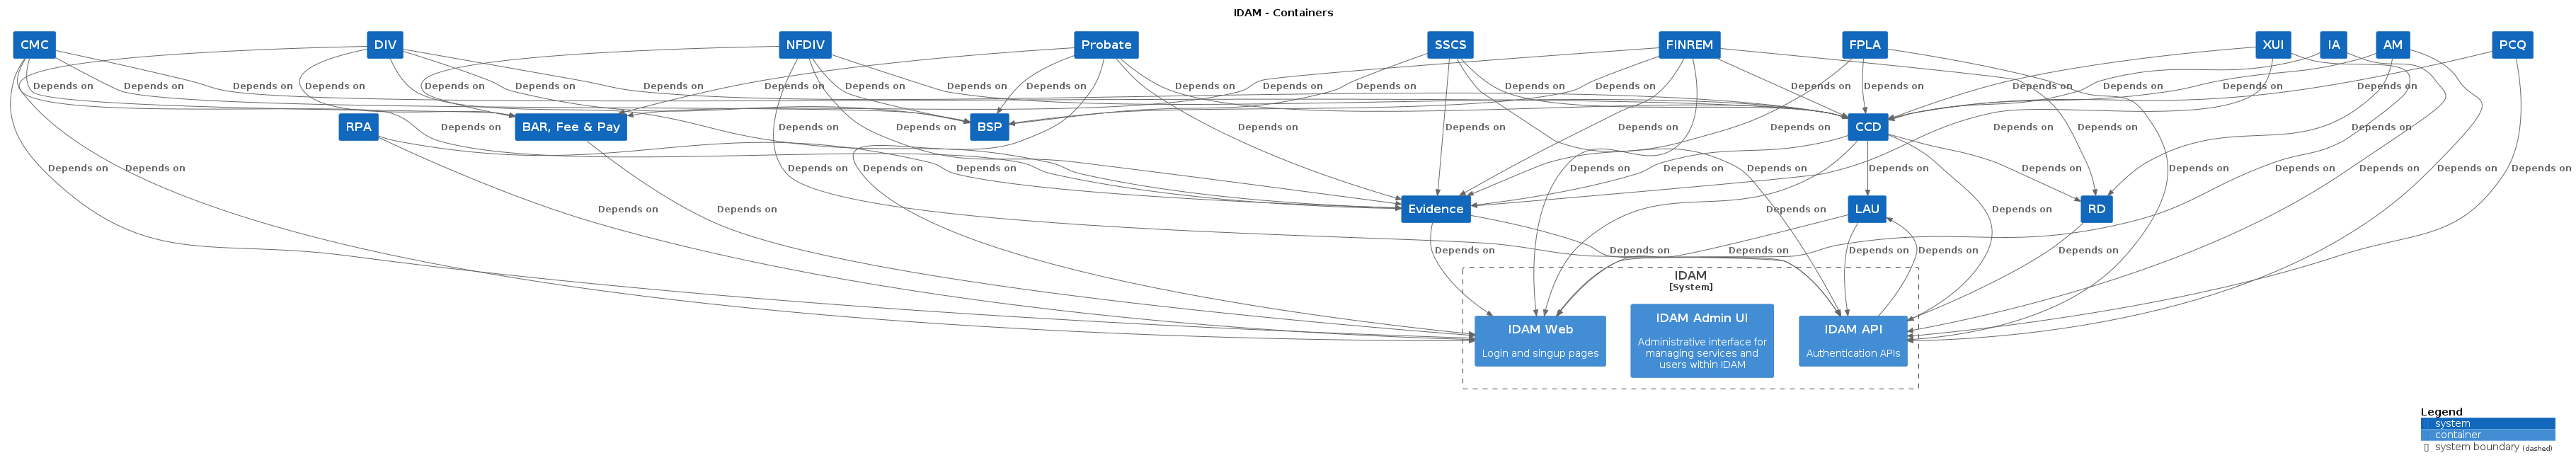 IDAM - Containers
CMC DIV NFDIV Probate SSCS FINREM FPLA XUI IA AM PCQ
Depends on Depends on Depends on Depends on Depends on Depends on Depends on Depends on Depends on Depends on Depends on Depends on Depends on Depends on Depends on Depends on Depends on Depends on Depends on Depends on Depends on
RPA Depends on BAR, Fee & Pay Depends on Depends on BSP Depends on Depends on Depends on Depends on CCD Depends on Depends on Depends on
Depends on Depends on Depends on Depends on Depends on Depends on Depends on Depends on Depends on Depends on Depends on Depends on Depends on Depends on
Depends on Depends on Evidence Depends on LAU Depends on RD
Depends on Depends on Depends on Depends on Depends on Depends on
IDAM
[System]
IDAM Web
Login and singup pages
IDAM Admin UI
Administrative interface for
managing services and
users within IDAM
IDAM API
Authentication APIs
Legend
system
container
system boundary (dashed)